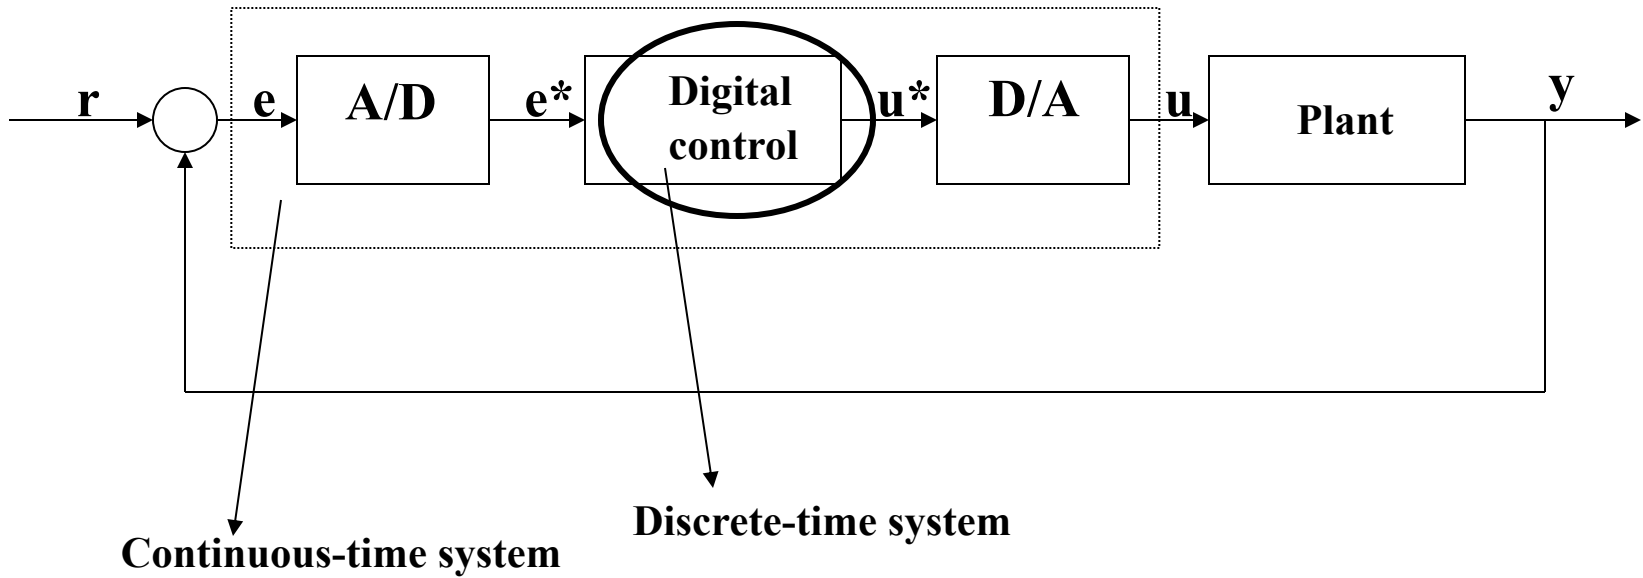 r
e
A/D
e*
Digital
control
u*
D/A
u
Plant
y
Discrete-time system
Continuous-time system